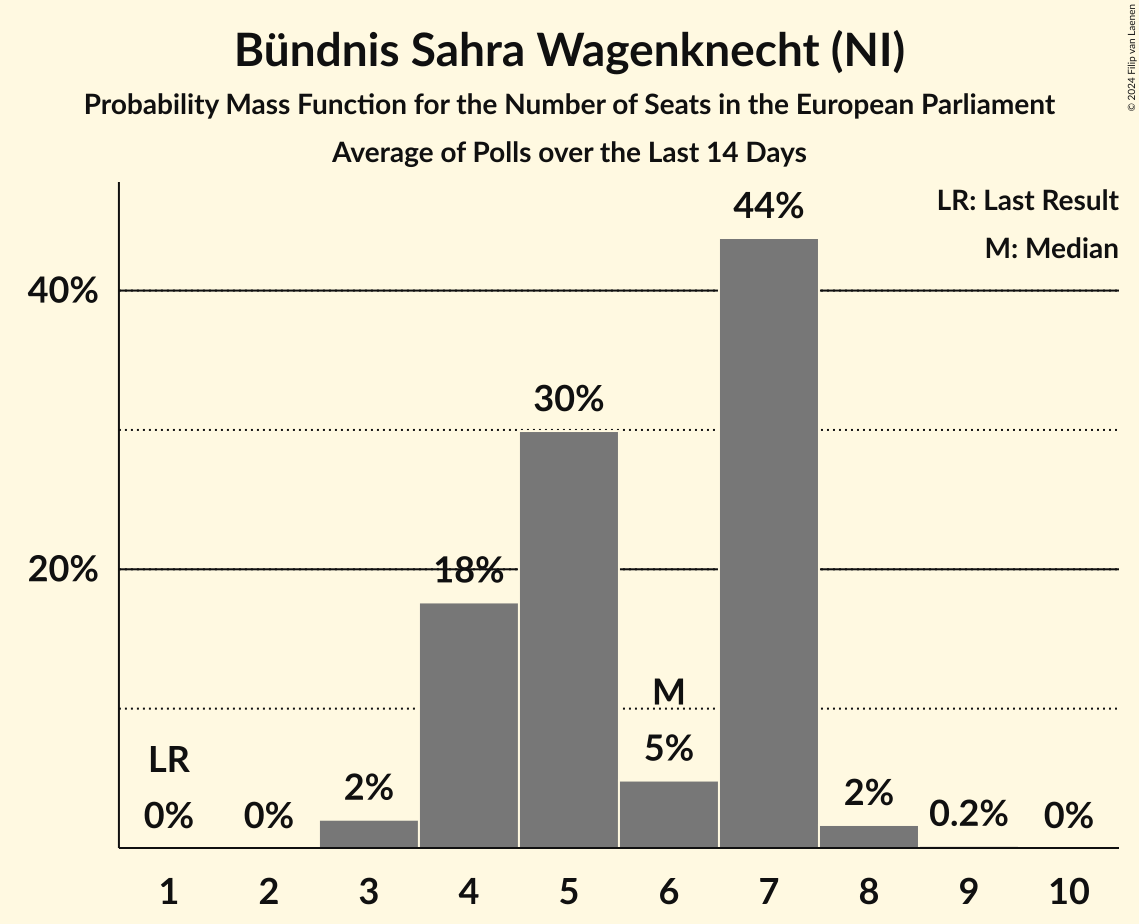 Bündnis Sahra Wagenknecht (NI)
Probability Mass Function for the Number of Seats in the European Parliament
Average of Polls over the Last 14 Days
© 2024 Filip van Laenen
LR: Last Result
M: Median
44%
40%
30%
20%
18%
M
5%
LR
0%
0%
2%
2%
0.2%
0%
1 2 3 4 5 6 7 8 9 10